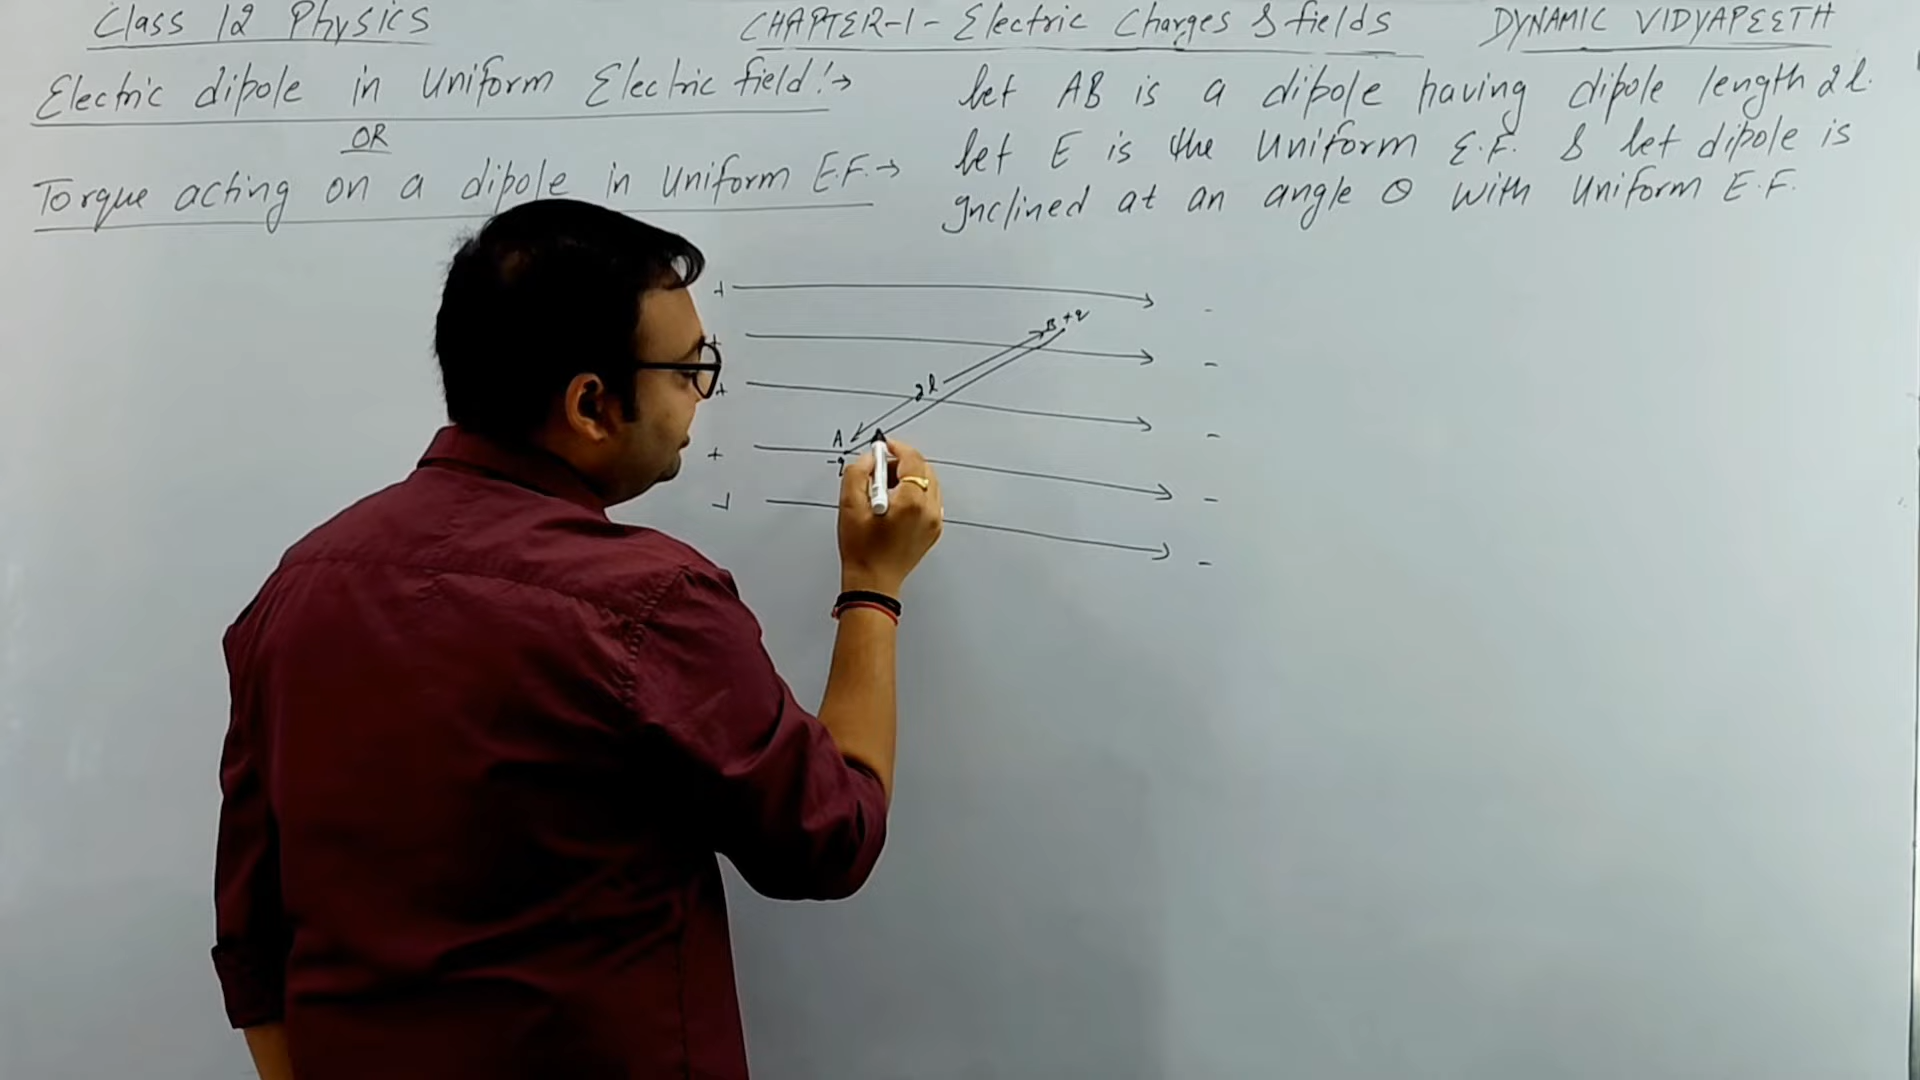 Class 12 Physics
CHAPTER-1 - Electric Charges & fields
DYNAMIC VIDYAPEETH
Electric dipole in Uniform Electric field:→
OR
Torque acting on a dipole in Uniform E.F.→
let AB is a dipole having dipole length 2l.
let E is the Uniform E.F. & let dipole is
Inclined at an angle θ with Uniform E.F.
+ -
+ -
+ -
+ -
+ -
B +q
2l
A
-q